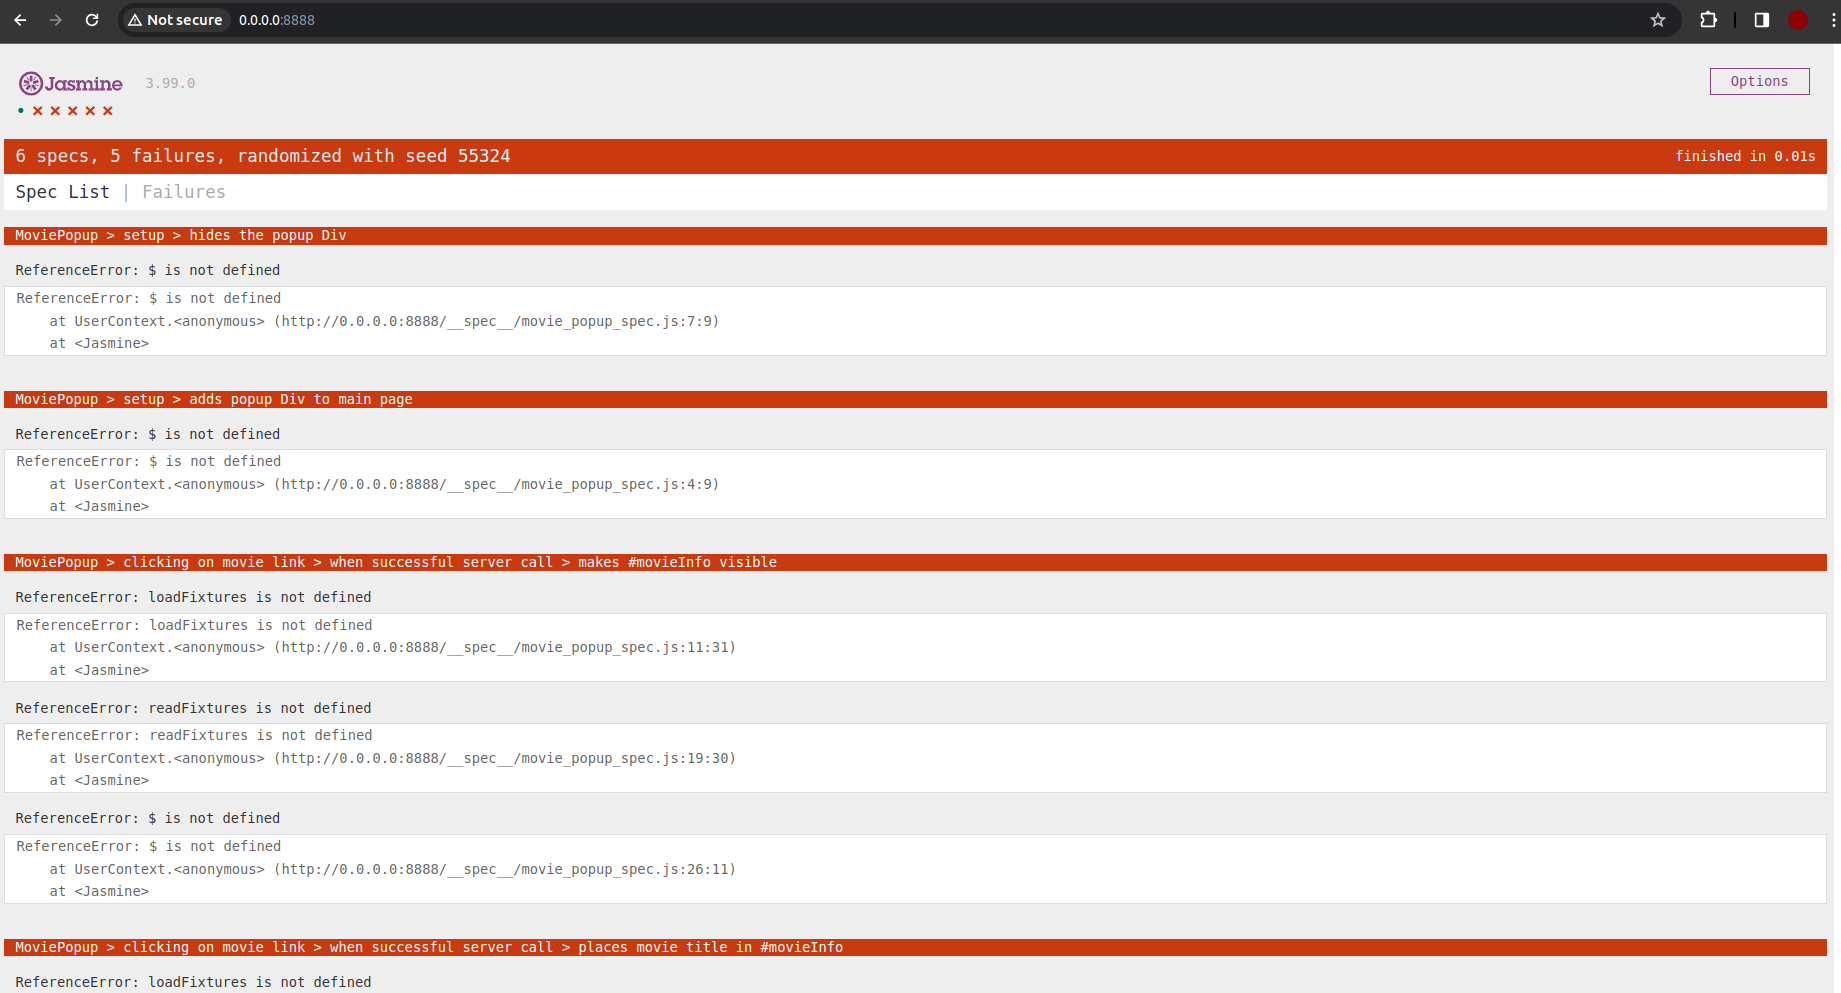 Not secure 0.0.0.0:8888
Jasmine 3.99.0 Options
• × × × × ×
6 specs, 5 failures, randomized with seed 55324 finished in 0.01s
Spec List | Failures
MoviePopup > setup > hides the popup Div
ReferenceError: $ is not defined
ReferenceError: $ is not defined
at UserContext.<anonymous> (http://0.0.0.0:8888/__spec__/movie_popup_spec.js:7:9)
at <Jasmine>
MoviePopup > setup > adds popup Div to main page
ReferenceError: $ is not defined
ReferenceError: $ is not defined
at UserContext.<anonymous> (http://0.0.0.0:8888/__spec__/movie_popup_spec.js:4:9)
at <Jasmine>
MoviePopup > clicking on movie link > when successful server call > makes #movieInfo visible
ReferenceError: loadFixtures is not defined
ReferenceError: loadFixtures is not defined
at UserContext.<anonymous> (http://0.0.0.0:8888/__spec__/movie_popup_spec.js:11:31)
at <Jasmine>
ReferenceError: readFixtures is not defined
ReferenceError: readFixtures is not defined
at UserContext.<anonymous> (http://0.0.0.0:8888/__spec__/movie_popup_spec.js:19:30)
at <Jasmine>
ReferenceError: $ is not defined
ReferenceError: $ is not defined
at UserContext.<anonymous> (http://0.0.0.0:8888/__spec__/movie_popup_spec.js:26:11)
at <Jasmine>
MoviePopup > clicking on movie link > when successful server call > places movie title in #movieInfo
ReferenceError: loadFixtures is not defined